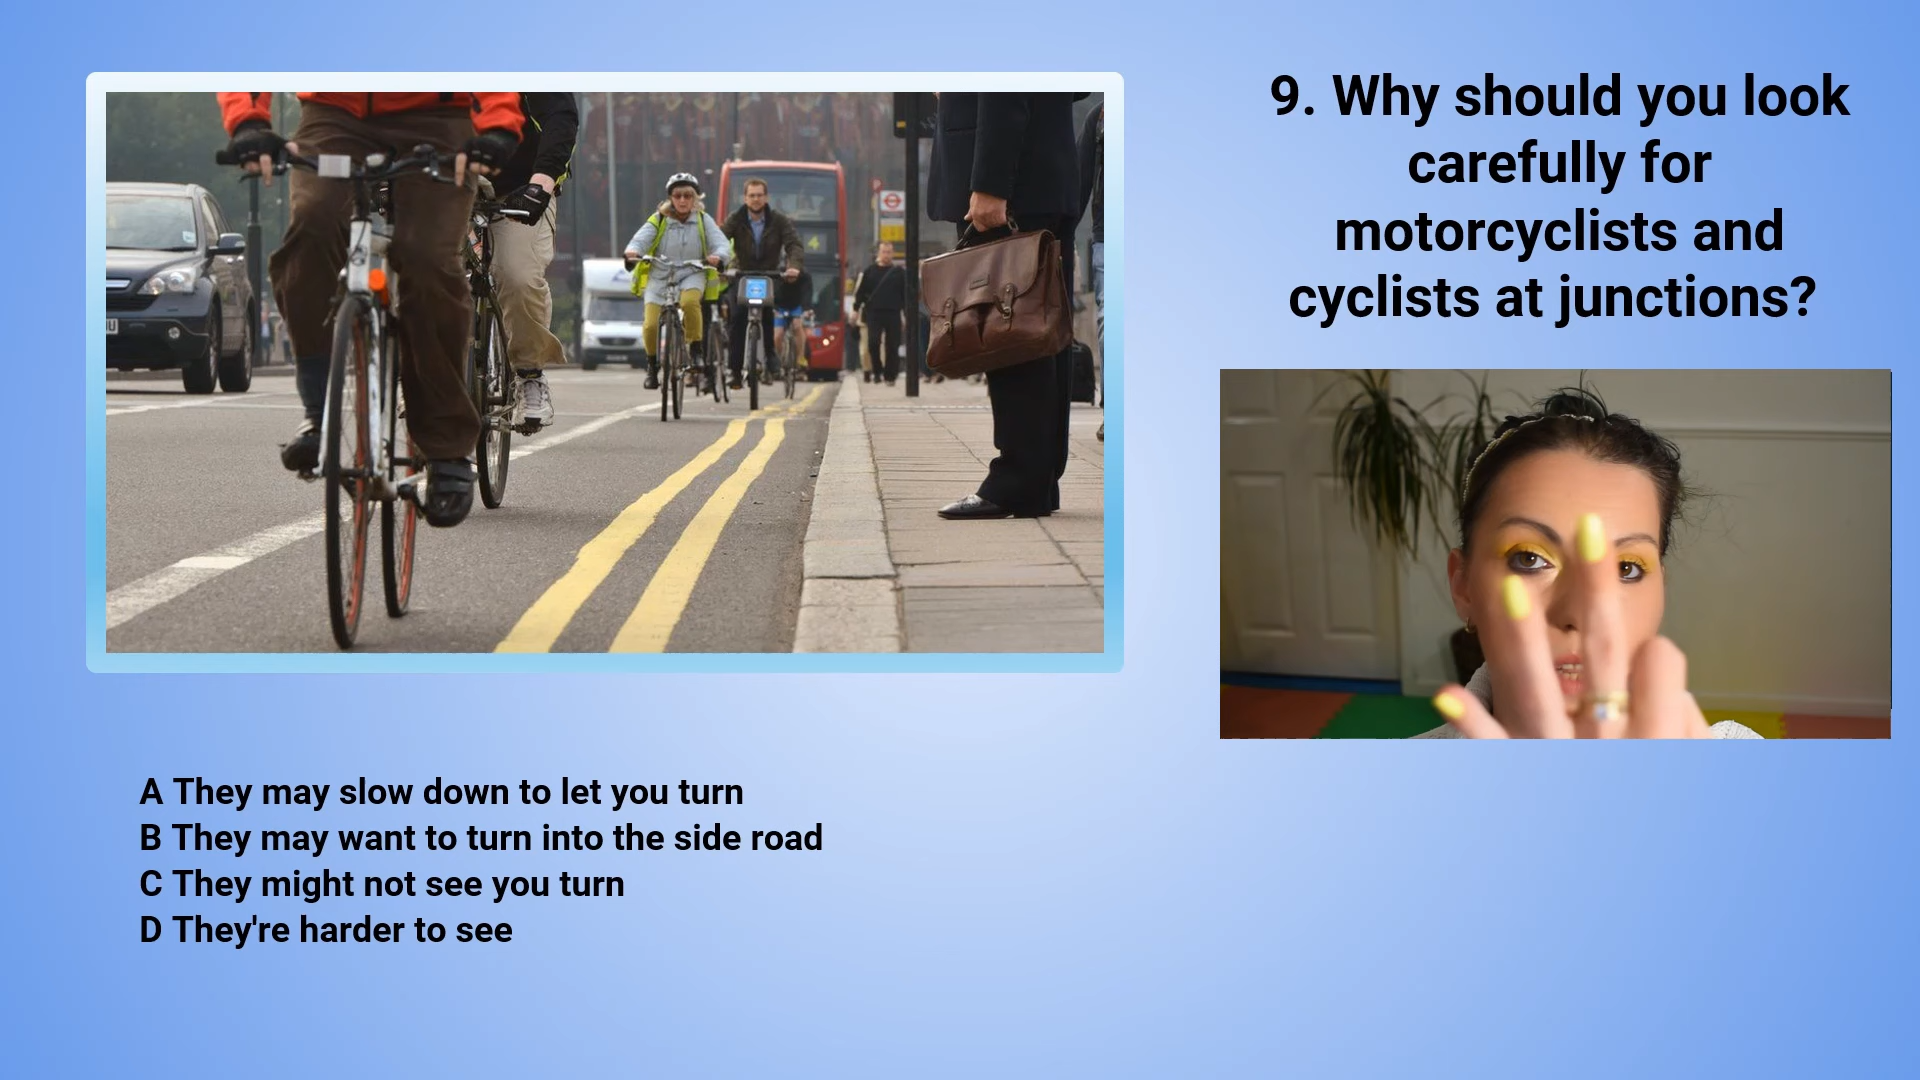 9. Why should you look
carefully for
motorcyclists and
cyclists at junctions?
4
A They may slow down to let you turn
B They may want to turn into the side road
C They might not see you turn
D They're harder to see